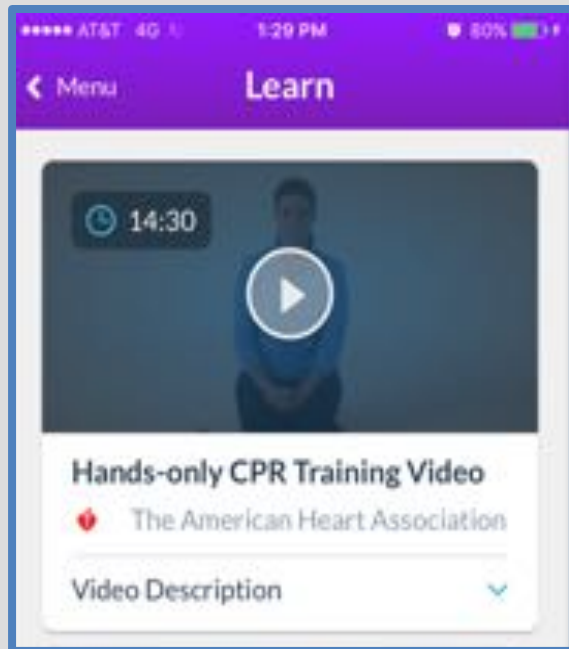 AT&T 4G 1:29 PM 80%
Menu Learn
14:30
Hands-only CPR Training Video
The American Heart Association
Video Description